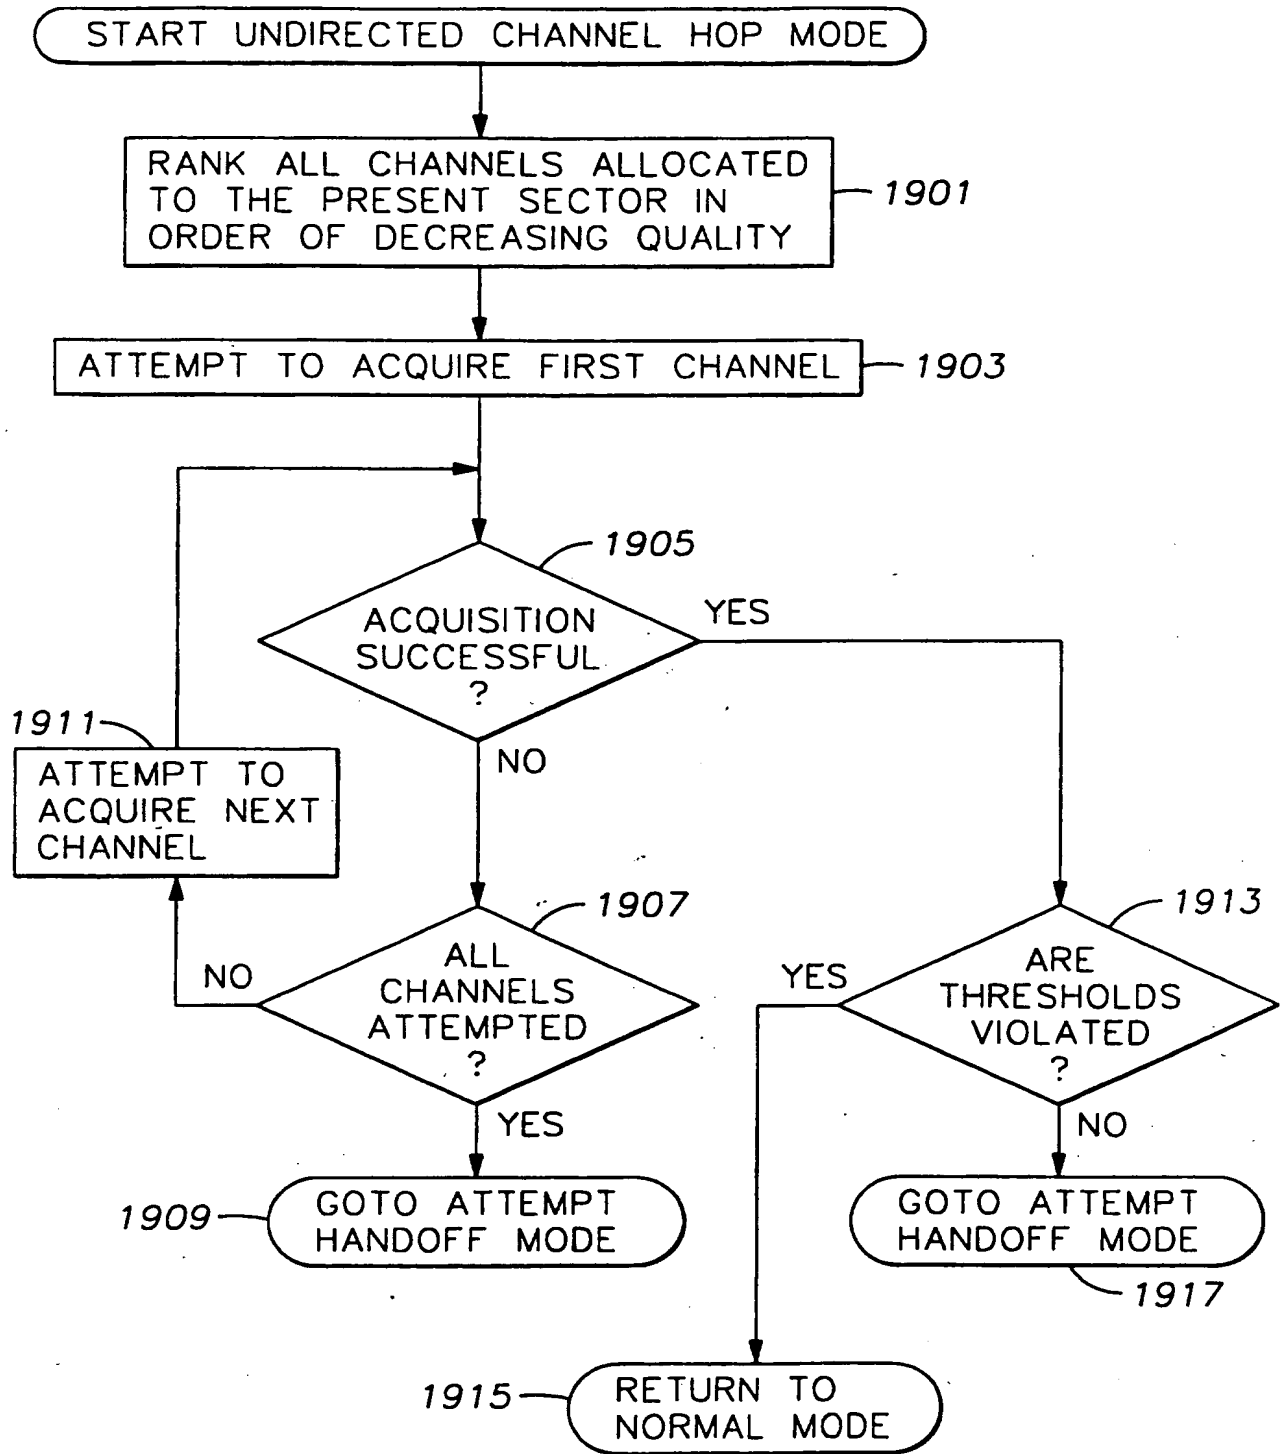 START UNDIRECTED CHANNEL HOP MODE
RANK ALL CHANNELS ALLOCATED
TO THE PRESENT SECTOR IN
ORDER OF DECREASING QUALITY
1901
ATTEMPT TO ACQUIRE FIRST CHANNEL
1903
1905
ACQUISITION
SUCCESSFUL
?
YES
NO
1911
ATTEMPT TO
ACQUIRE NEXT
CHANNEL
1907
ALL
CHANNELS
ATTEMPTED
?
NO
YES
1909
GOTO ATTEMPT
HANDOFF MODE
1913
ARE
THRESHOLDS
VIOLATED
?
YES
NO
GOTO ATTEMPT
HANDOFF MODE
1917
1915
RETURN TO
NORMAL MODE